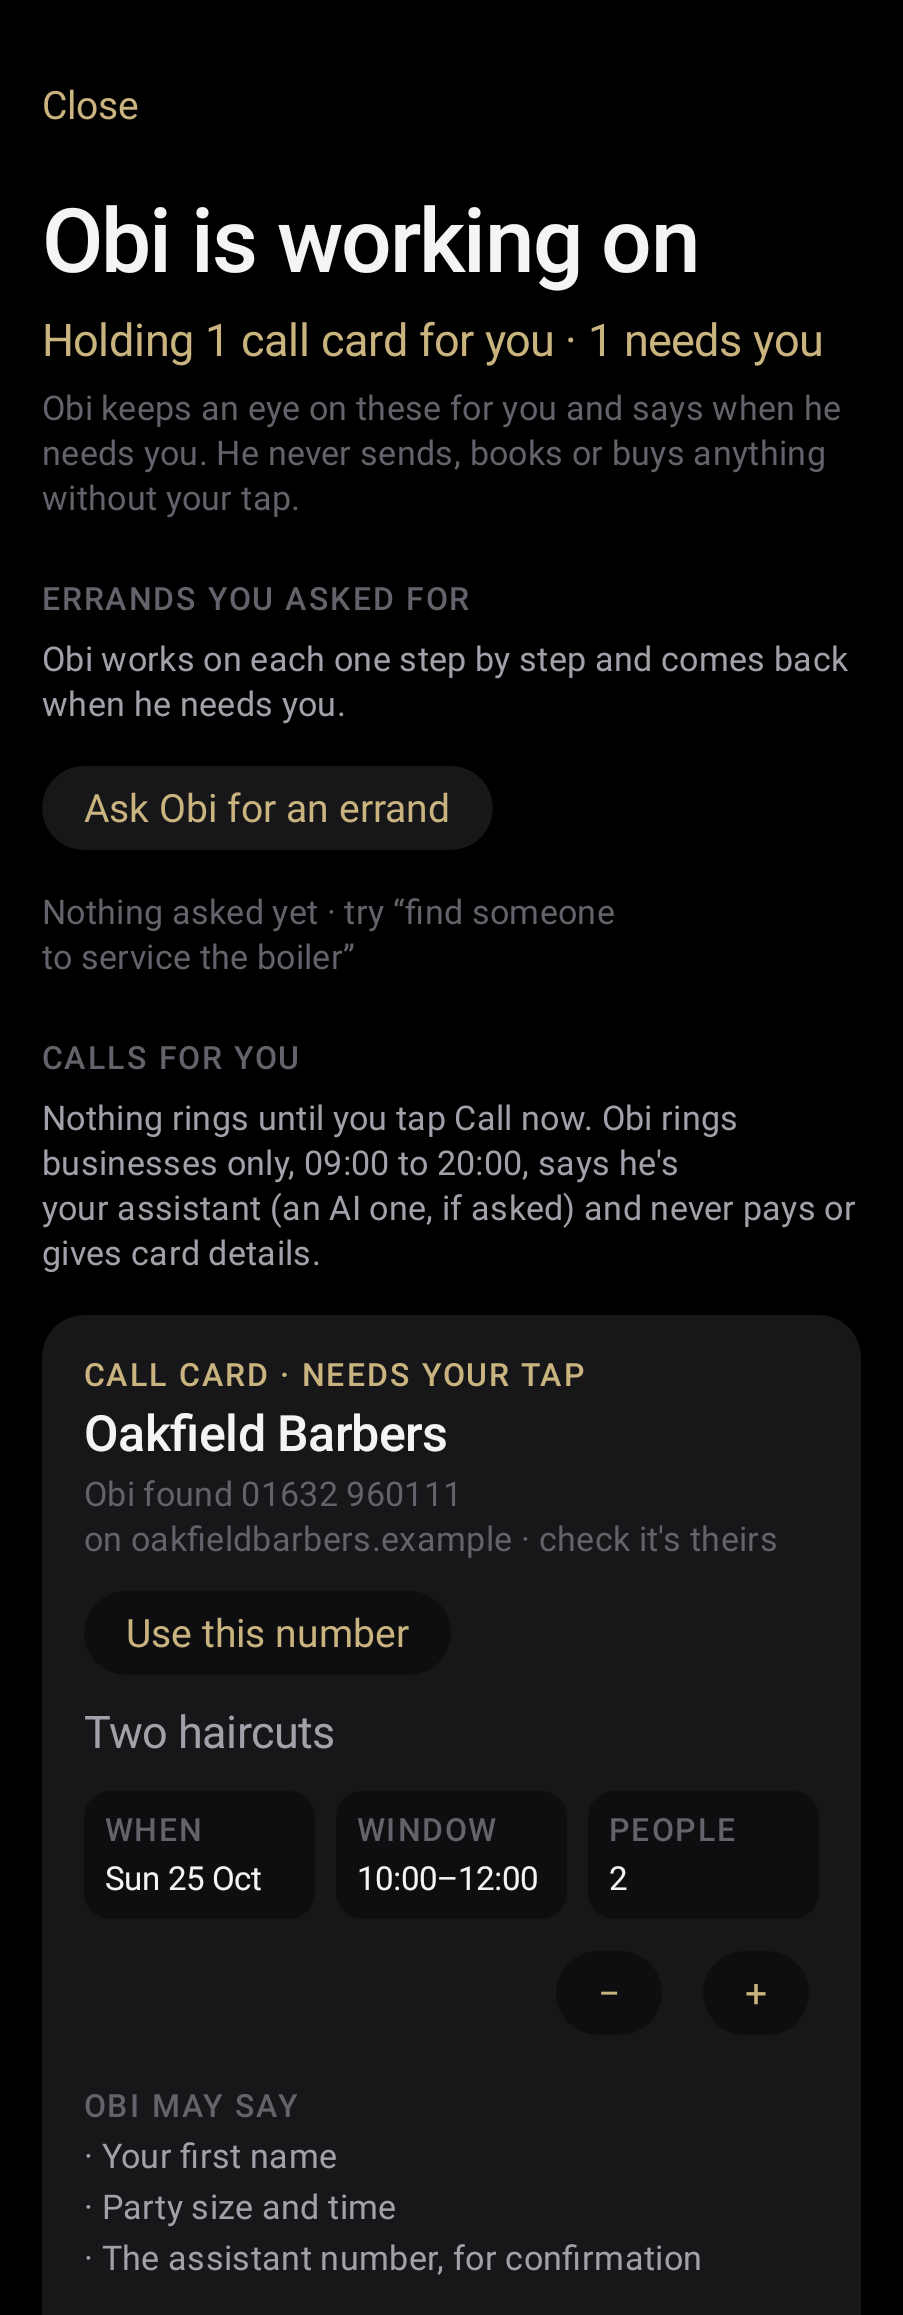 Close
Obi is working on
Holding 1 call card for you · 1 needs you
Obi keeps an eye on these for you and says when he
needs you. He never sends, books or buys anything
without your tap.
ERRANDS YOU ASKED FOR
Obi works on each one step by step and comes back
when he needs you.
Ask Obi for an errand
Nothing asked yet · try “find someone
to service the boiler”
CALLS FOR YOU
Nothing rings until you tap Call now. Obi rings
businesses only, 09:00 to 20:00, says he's
your assistant (an AI one, if asked) and never pays or
gives card details.
CALL CARD · NEEDS YOUR TAP
Oakfield Barbers
Obi found 01632 960111
on oakfieldbarbers.example · check it's theirs
Use this number
Two haircuts
WHEN WINDOW PEOPLE
Sun 25 Oct 10:00–12:00 2
− +
OBI MAY SAY
· Your first name
· Party size and time
· The assistant number, for confirmation